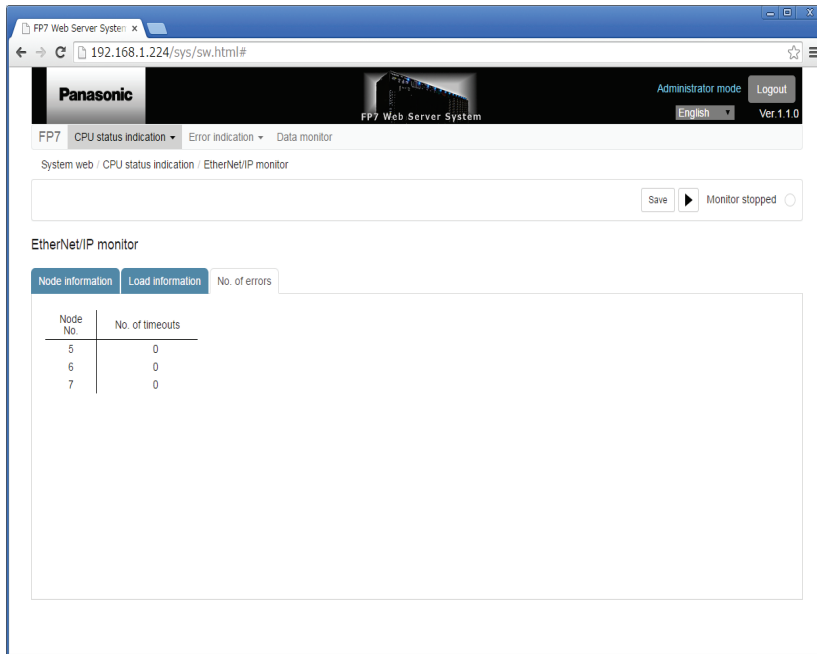 FP7 Web Server System
192.168.1.224/sys/sw.html#
Panasonic
FP7 Web Server System
Administrator mode
Logout
English
Ver.1.1.0
FP7 CPU status indication Error indication Data monitor
System web / CPU status indication / EtherNet/IP monitor
Save
Monitor stopped
EtherNet/IP monitor
Node information Load information No. of errors
Node No. No. of timeouts
5 0
6 0
7 0